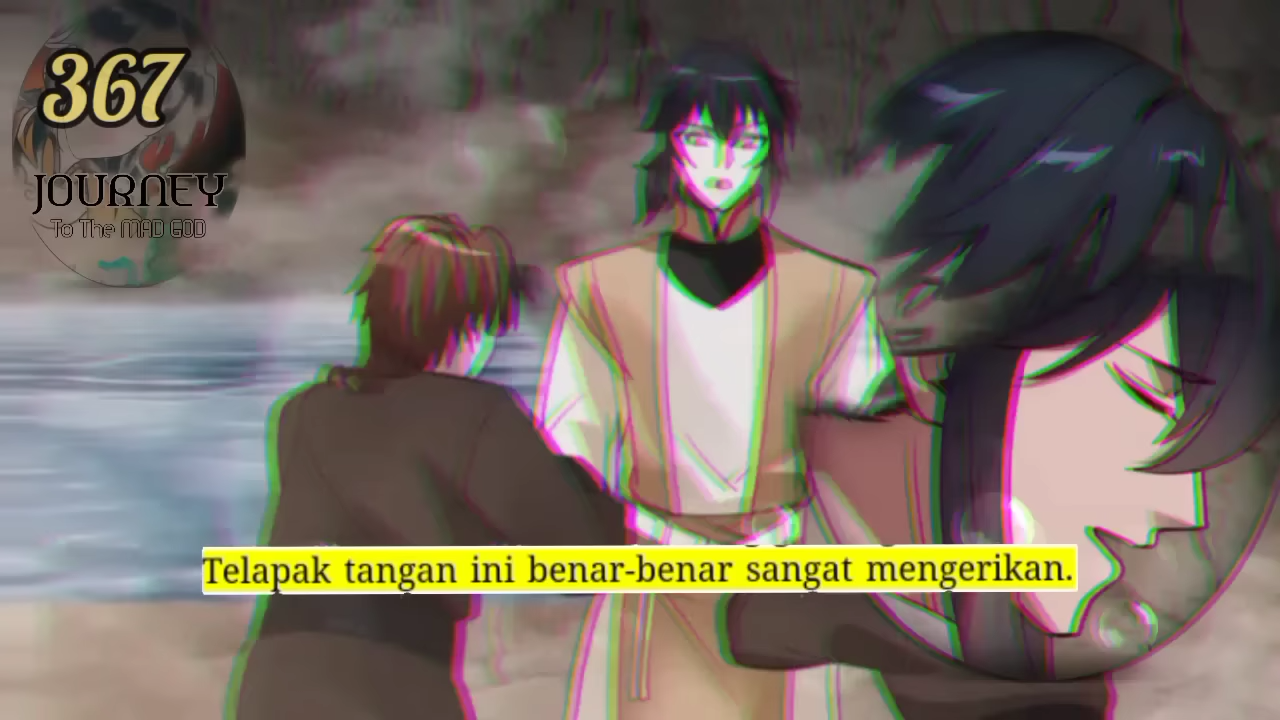 367
JOURNEY
To The MAD GOD
Telapak tangan ini benar-benar sangat mengerikan.